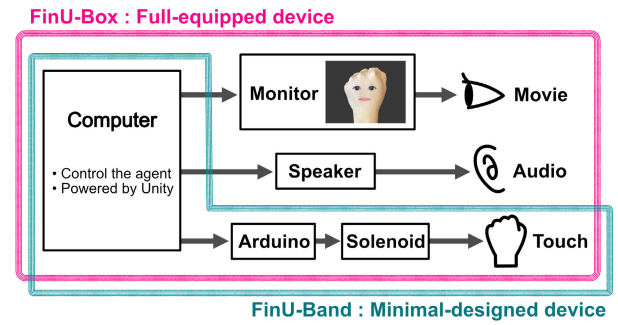 FinU-Box : Full-equipped device
Monitor
Movie
Computer
• Control the agent
• Powered by Unity
Speaker
Audio
Arduino
Solenoid
Touch
FinU-Band : Minimal-designed device